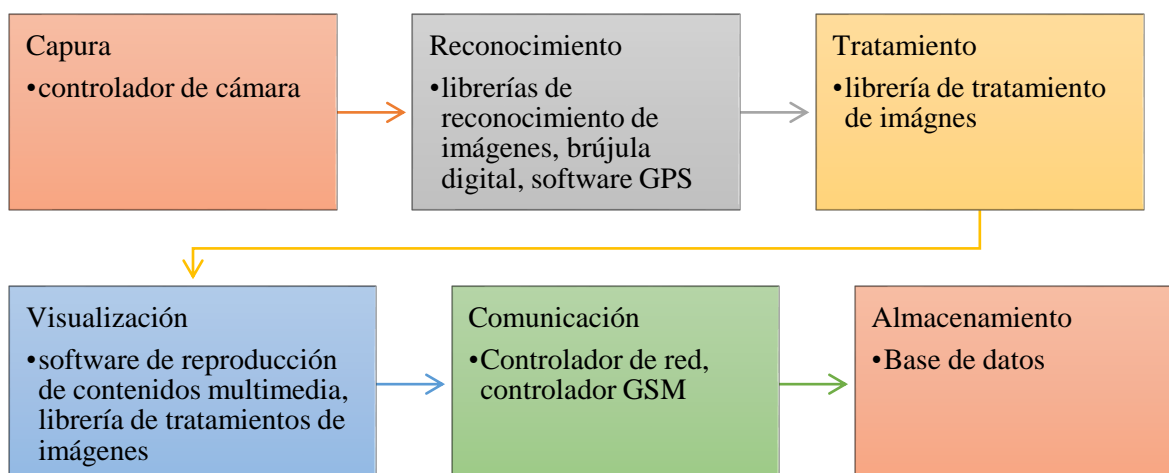 Capura
•controlador de cámara
Reconocimiento
•librerías de
reconocimiento de
imágenes, brújula
digital, software GPS
Tratamiento
•librería de tratamiento
de imágnes
Visualización
•software de reproducción
de contenidos multimedia,
librería de tratamientos de
imágenes
Comunicación
•Controlador de red,
controlador GSM
Almacenamiento
•Base de datos